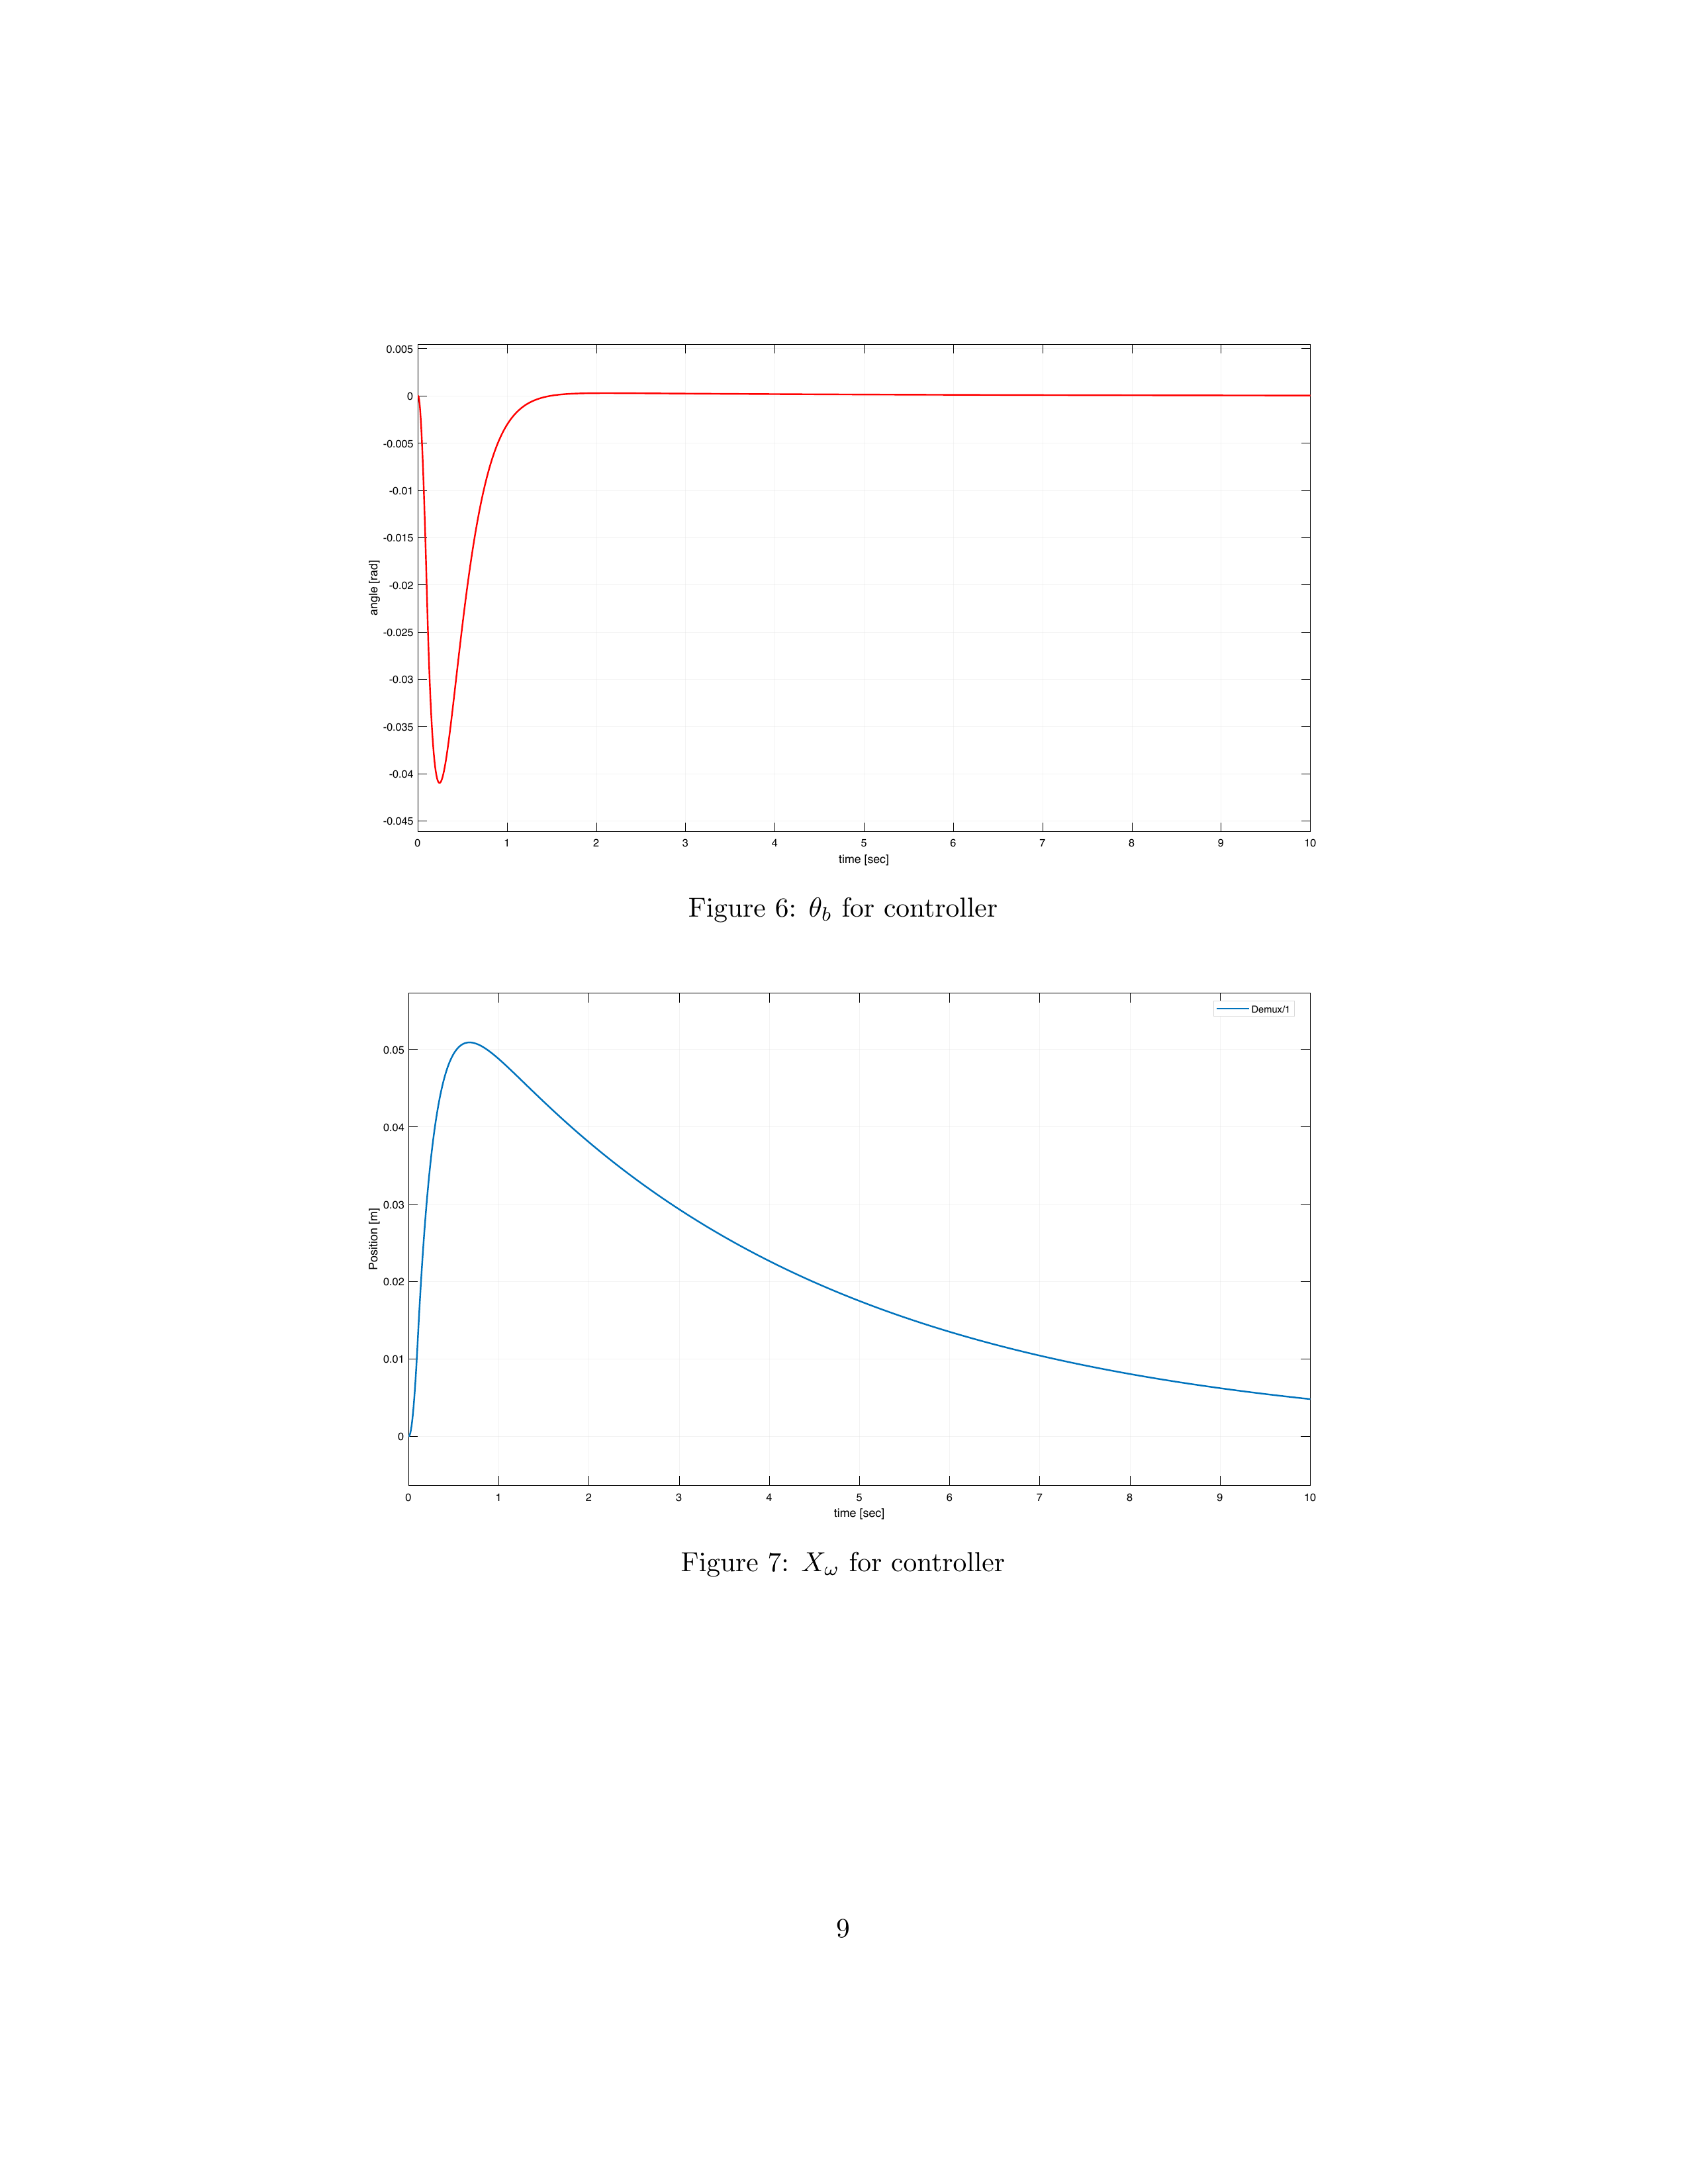 0.005
0
-0.005
-0.01
-0.015
-0.02
-0.025
-0.03
-0.035
-0.04
-0.045
angle [rad]
0 1 2 3 4 5 6 7 8 9 10
time [sec]
Figure 6: θ_b for controller
Demux/1
0.05
0.04
0.03
0.02
0.01
0
Position [m]
0 1 2 3 4 5 6 7 8 9 10
time [sec]
Figure 7: X_ω for controller
9